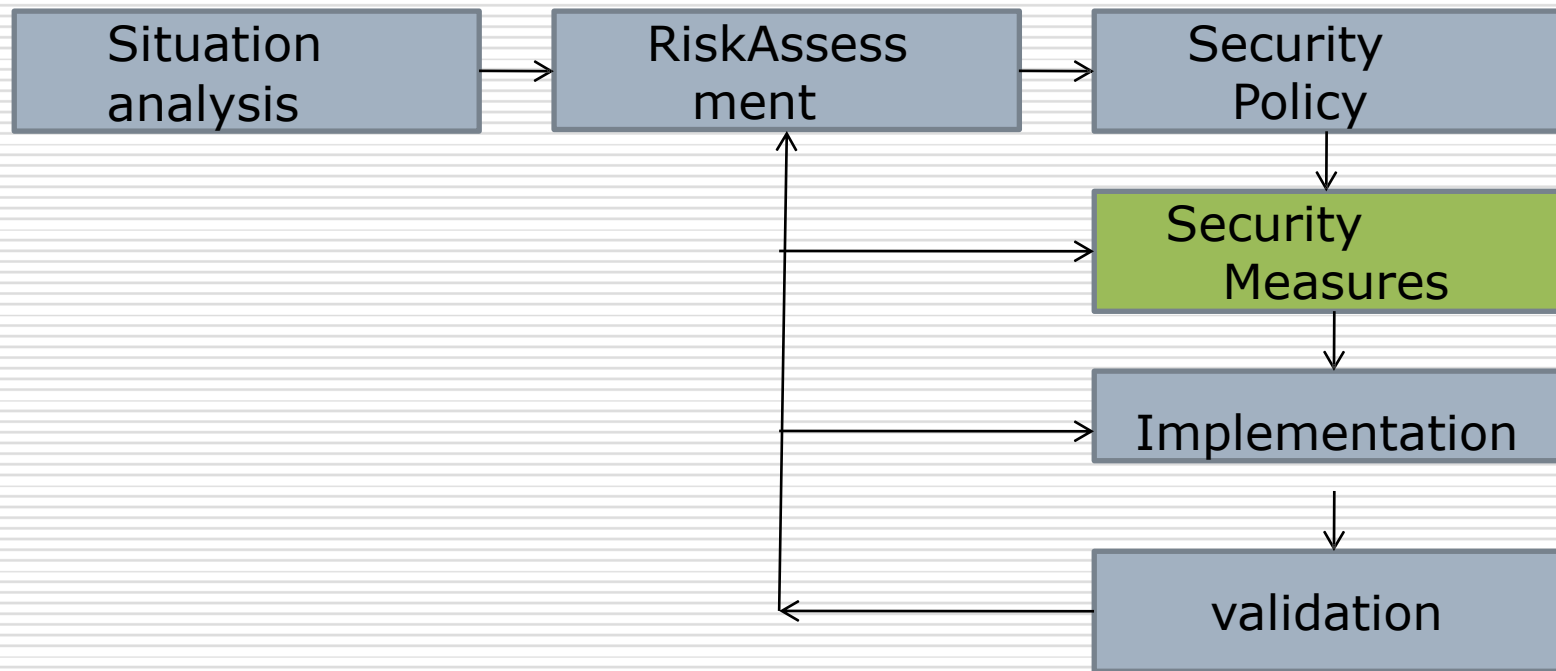 Situation
analysis
RiskAssess
ment
Security
Policy
Security
Measures
Implementation
validation